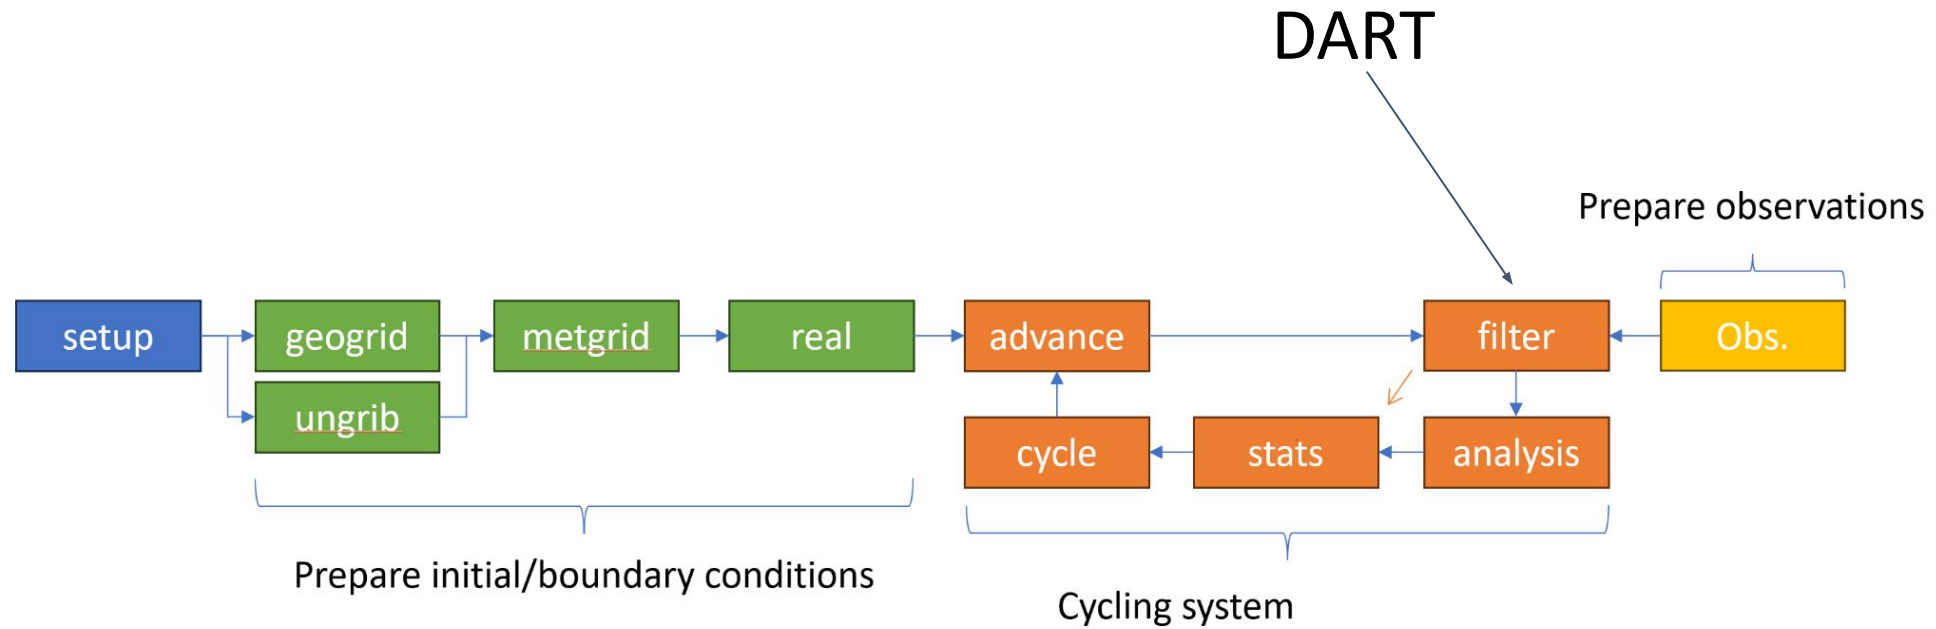 DART
Prepare observations
setup
geogrid
metgrid
real
advance
filter
Obs.
ungrib
cycle
stats
analysis
Prepare initial/boundary conditions
Cycling system